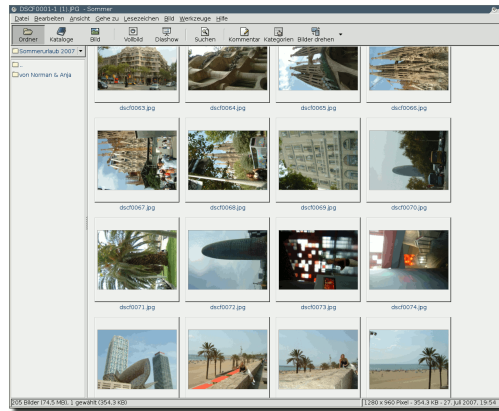 DSCF0001-1 (1).JPG - Sommer
Datei Bearbeiten Ansicht Gehe zu Lesezeichen Bild Werkzeuge Hilfe
Ordner Kataloge Bild Vollbild Diashow Suchen Kommentar Kategorien Bilder drehen
Sommerurlaub 2007
..
von Norman & Anja
dscf0063.jpg dscf0064.jpg dscf0065.jpg dscf0066.jpg
dscf0067.jpg dscf0068.jpg dscf0069.jpg dscf0070.jpg
dscf0071.jpg dscf0072.jpg dscf0073.jpg dscf0074.jpg
205 Bilder (74,5 MB), 1 gewählt (354,3 KB) 1280 x 960 Pixel - 354,3 KB - 27. Juli 2007, 19:54